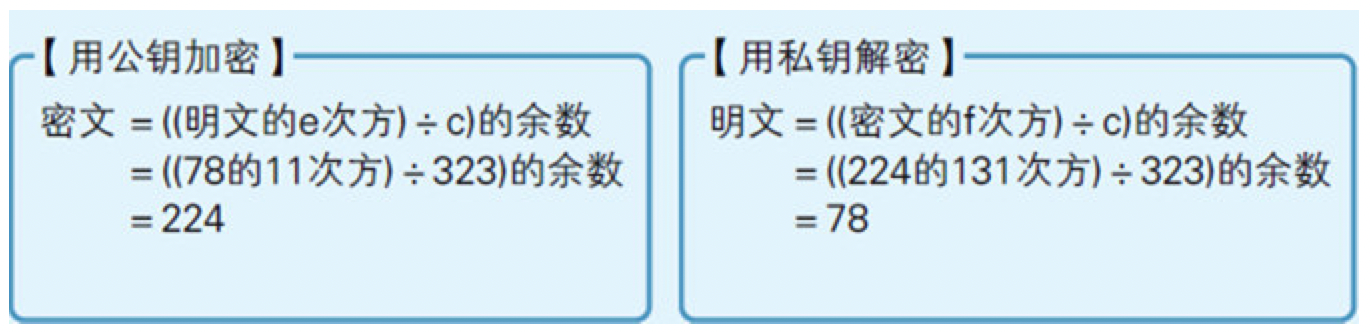 【用公钥加密】
密文 = ((明文的e次方) ÷ c)的余数
= ((78的11次方) ÷ 323)的余数
= 224
【用私钥解密】
明文 = ((密文的f次方) ÷ c)的余数
= ((224的131次方) ÷ 323)的余数
= 78